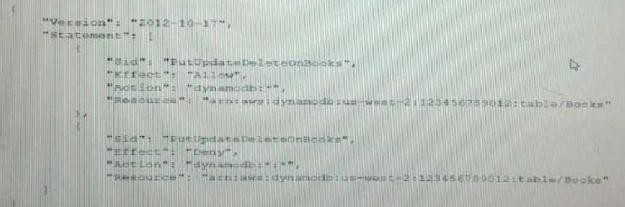 {
"Version": "2012-10-17",
"Statement": [
{
"Sid": "PutUpdateDeleteOnBooks",
"Effect": "Allow",
"Action": "dynamodb:*",
"Resource": "arn:aws:dynamodb:us-west-2:123456789012:table/Books"
},
{
"Sid": "PutUpdateDeleteOnBooks",
"Effect": "Deny",
"Action": "dynamodb:*:*",
"Resource": "arn:aws:dynamodb:us-west-2:123456789012:table/Books"
}
]